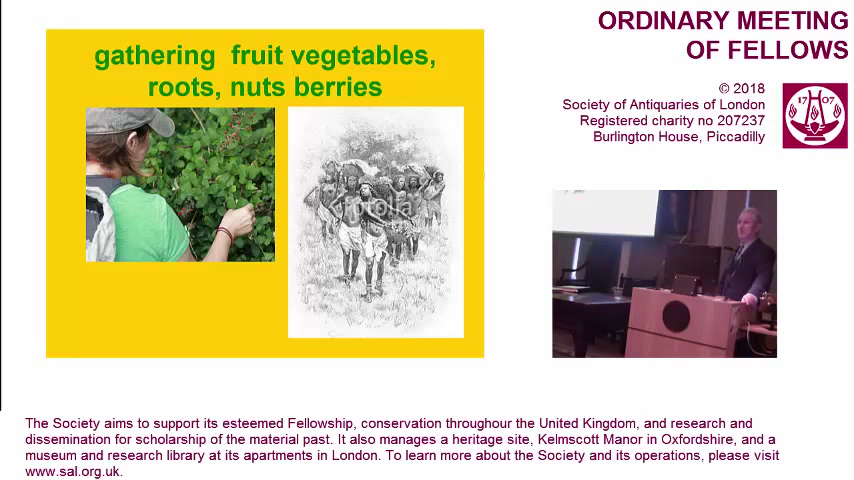 gathering  fruit vegetables,
roots, nuts berries
fotolia
ORDINARY MEETING
OF FELLOWS
© 2018
Society of Antiquaries of London
Registered charity no 207237
Burlington House, Piccadilly
17 07
The Society aims to support its esteemed Fellowship, conservation throughour the United Kingdom, and research and
dissemination for scholarship of the material past. It also manages a heritage site, Kelmscott Manor in Oxfordshire, and a
museum and research library at its apartments in London. To learn more about the Society and its operations, please visit
www.sal.org.uk.